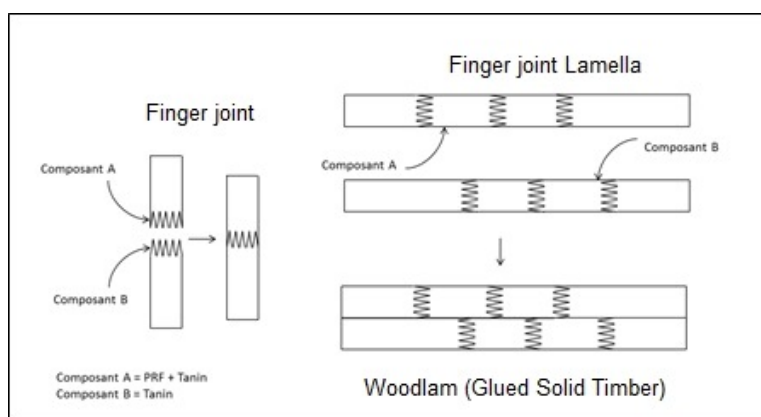 Finger joint
Composant A
Composant B
Composant A = PRF + Tanin
Composant B = Tanin
Finger joint Lamella
Composant A
Composant B
Woodlam (Glued Solid Timber)